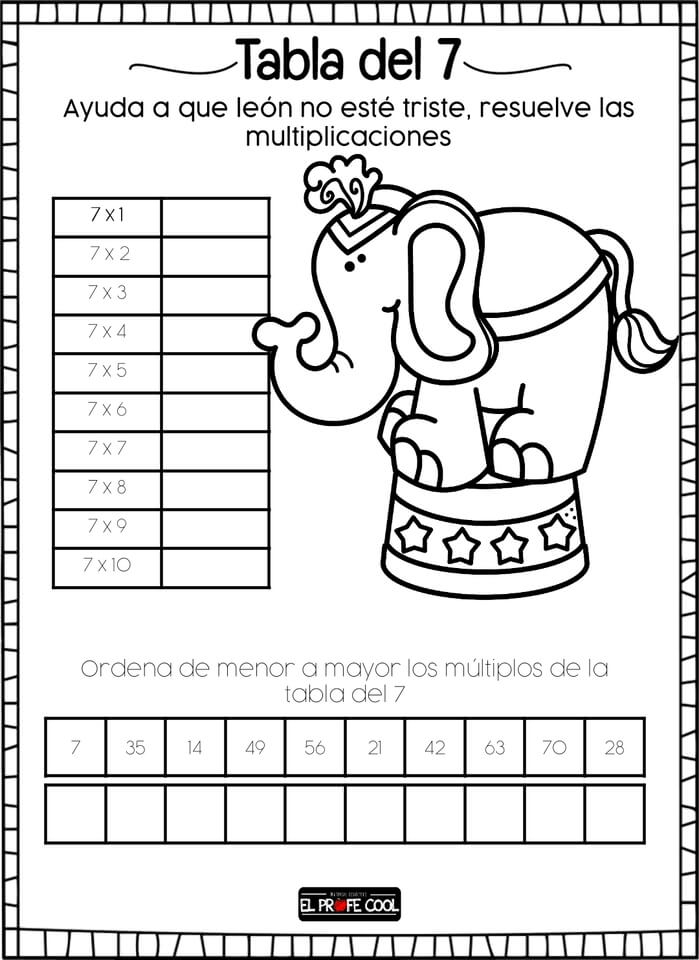 Tabla del 7
Ayuda a que león no esté triste, resuelve las
multiplicaciones
7 x 1
7 x 2
7 x 3
7 x 4
7 x 5
7 x 6
7 x 7
7 x 8
7 x 9
7 x 10
Ordena de menor a mayor los múltiplos de la
tabla del 7
7 35 14 49 56 21 42 63 70 28
EL PROFE COOL